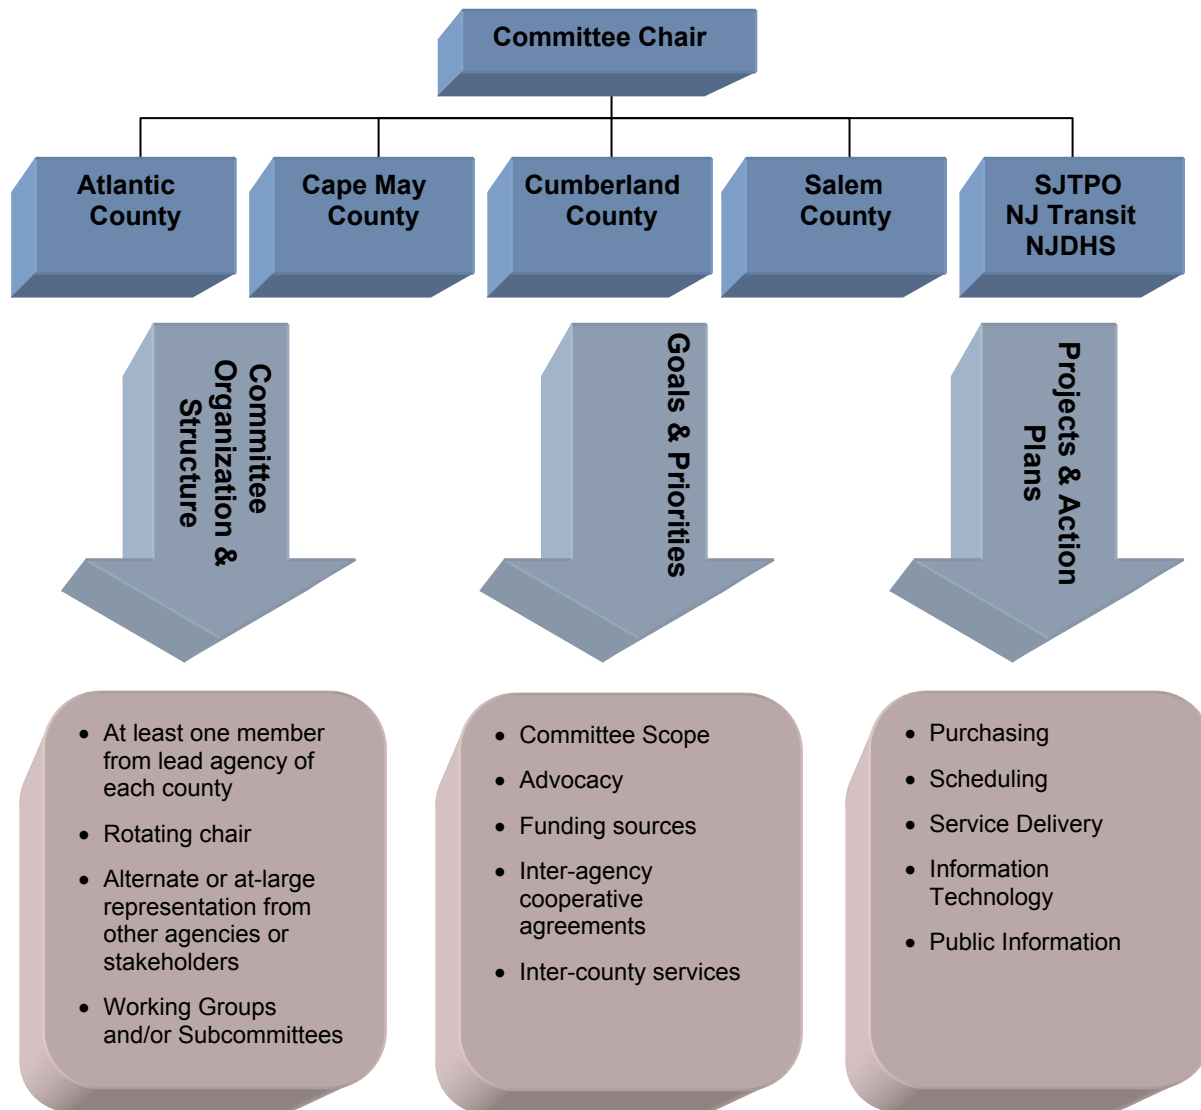 Committee Chair
Atlantic
County
Cape May
County
Cumberland
County
Salem
County
SJTPO
NJ Transit
NJDHS
Committee
Organization &
Structure
Goals & Priorities
Projects & Action
Plans
• At least one member
from lead agency of
each county
• Rotating chair
• Alternate or at-large
representation from
other agencies or
stakeholders
• Working Groups
and/or Subcommittees
• Committee Scope
• Advocacy
• Funding sources
• Inter-agency
cooperative
agreements
• Inter-county services
• Purchasing
• Scheduling
• Service Delivery
• Information
Technology
• Public Information